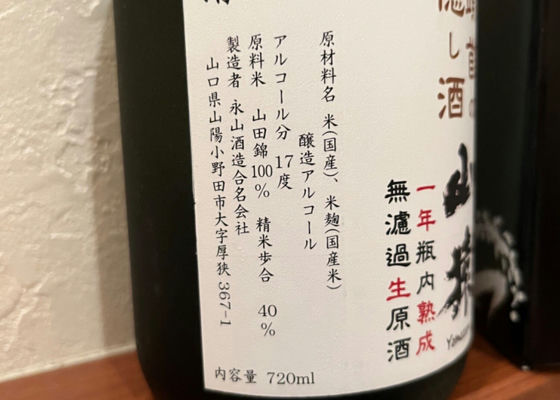 隠し酒
山猿
一年瓶内熟成
無濾過生原酒
原材料名 米(国産)、米麹(国産米)
醸造アルコール
アルコール分 17度
原料米 山田錦100% 精米歩合 40%
製造者 永山酒造合名会社
山口県山陽小野田市大字厚狭367-1
内容量 720ml